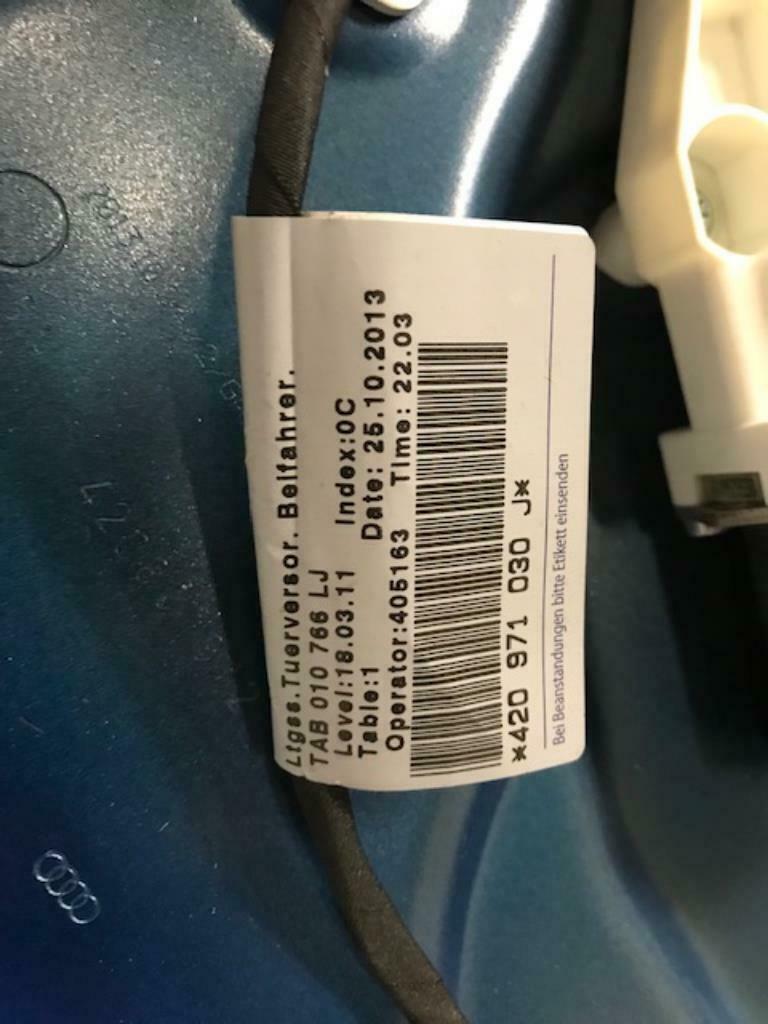 Ltgss.Tuerversor. Beifahrer.
TAB 010 766 LJ
Level:18.03.11 Index:0C
Table:1 Date: 25.10.2013
Operator:405163 Time: 22.03
*420 971 030 J*
Bei Beanstandungen bitte Etikett einsenden